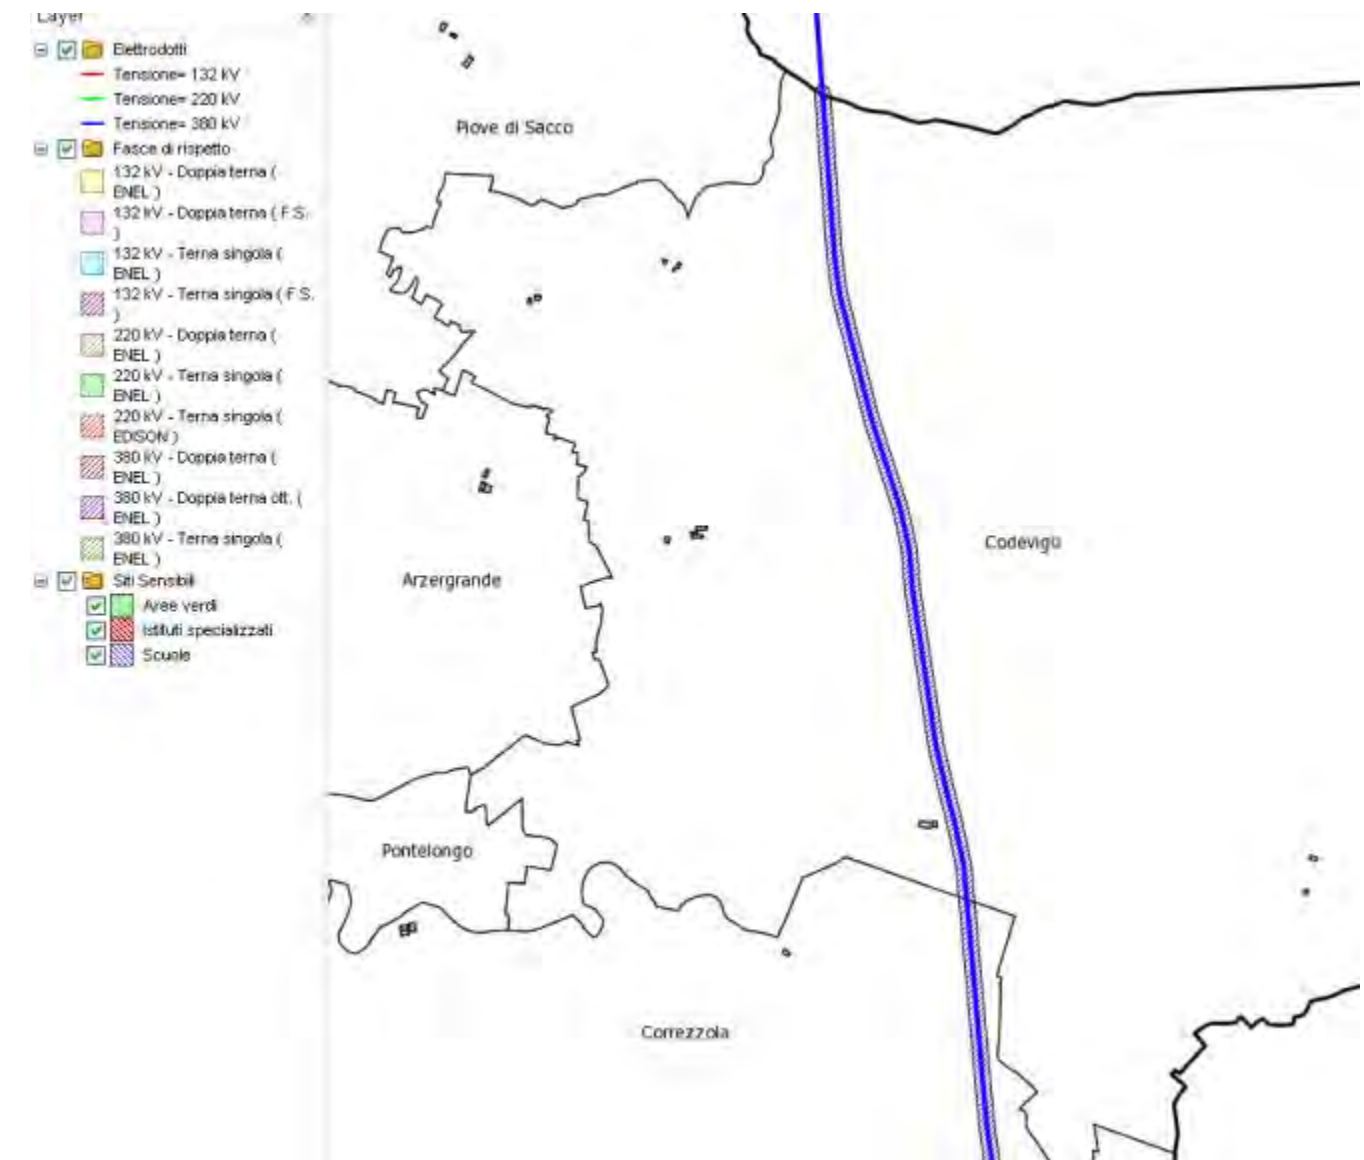 Layer
Elettrodotti
Tensione= 132 kV
Tensione= 220 kV
Tensione= 380 kV
Fasce di rispetto
132 kV - Doppia terna (
ENEL )
132 kV - Doppia terna ( F.S.
)
132 kV - Terna singola (
ENEL )
132 kV - Terna singola ( F.S.
)
220 kV - Doppia terna (
ENEL )
220 kV - Terna singola (
ENEL )
220 kV - Terna singola (
EDISON )
380 kV - Doppia terna (
ENEL )
380 kV - Doppia terna ott. (
ENEL )
380 kV - Terna singola (
ENEL )
Siti Sensibili
Aree verdi
Istituti specializzati
Scuole
Piove di Sacco
Codevigo
Arzergrande
Pontelongo
Correzzola